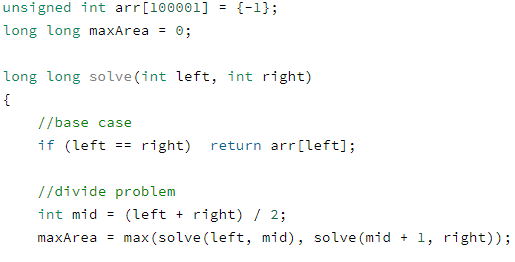 unsigned int arr[100001] = {-1};
long long maxArea = 0;
long long solve(int left, int right)
{
//base case
if (left == right)  return arr[left];
//divide problem
int mid = (left + right) / 2;
maxArea = max(solve(left, mid), solve(mid + 1, right));